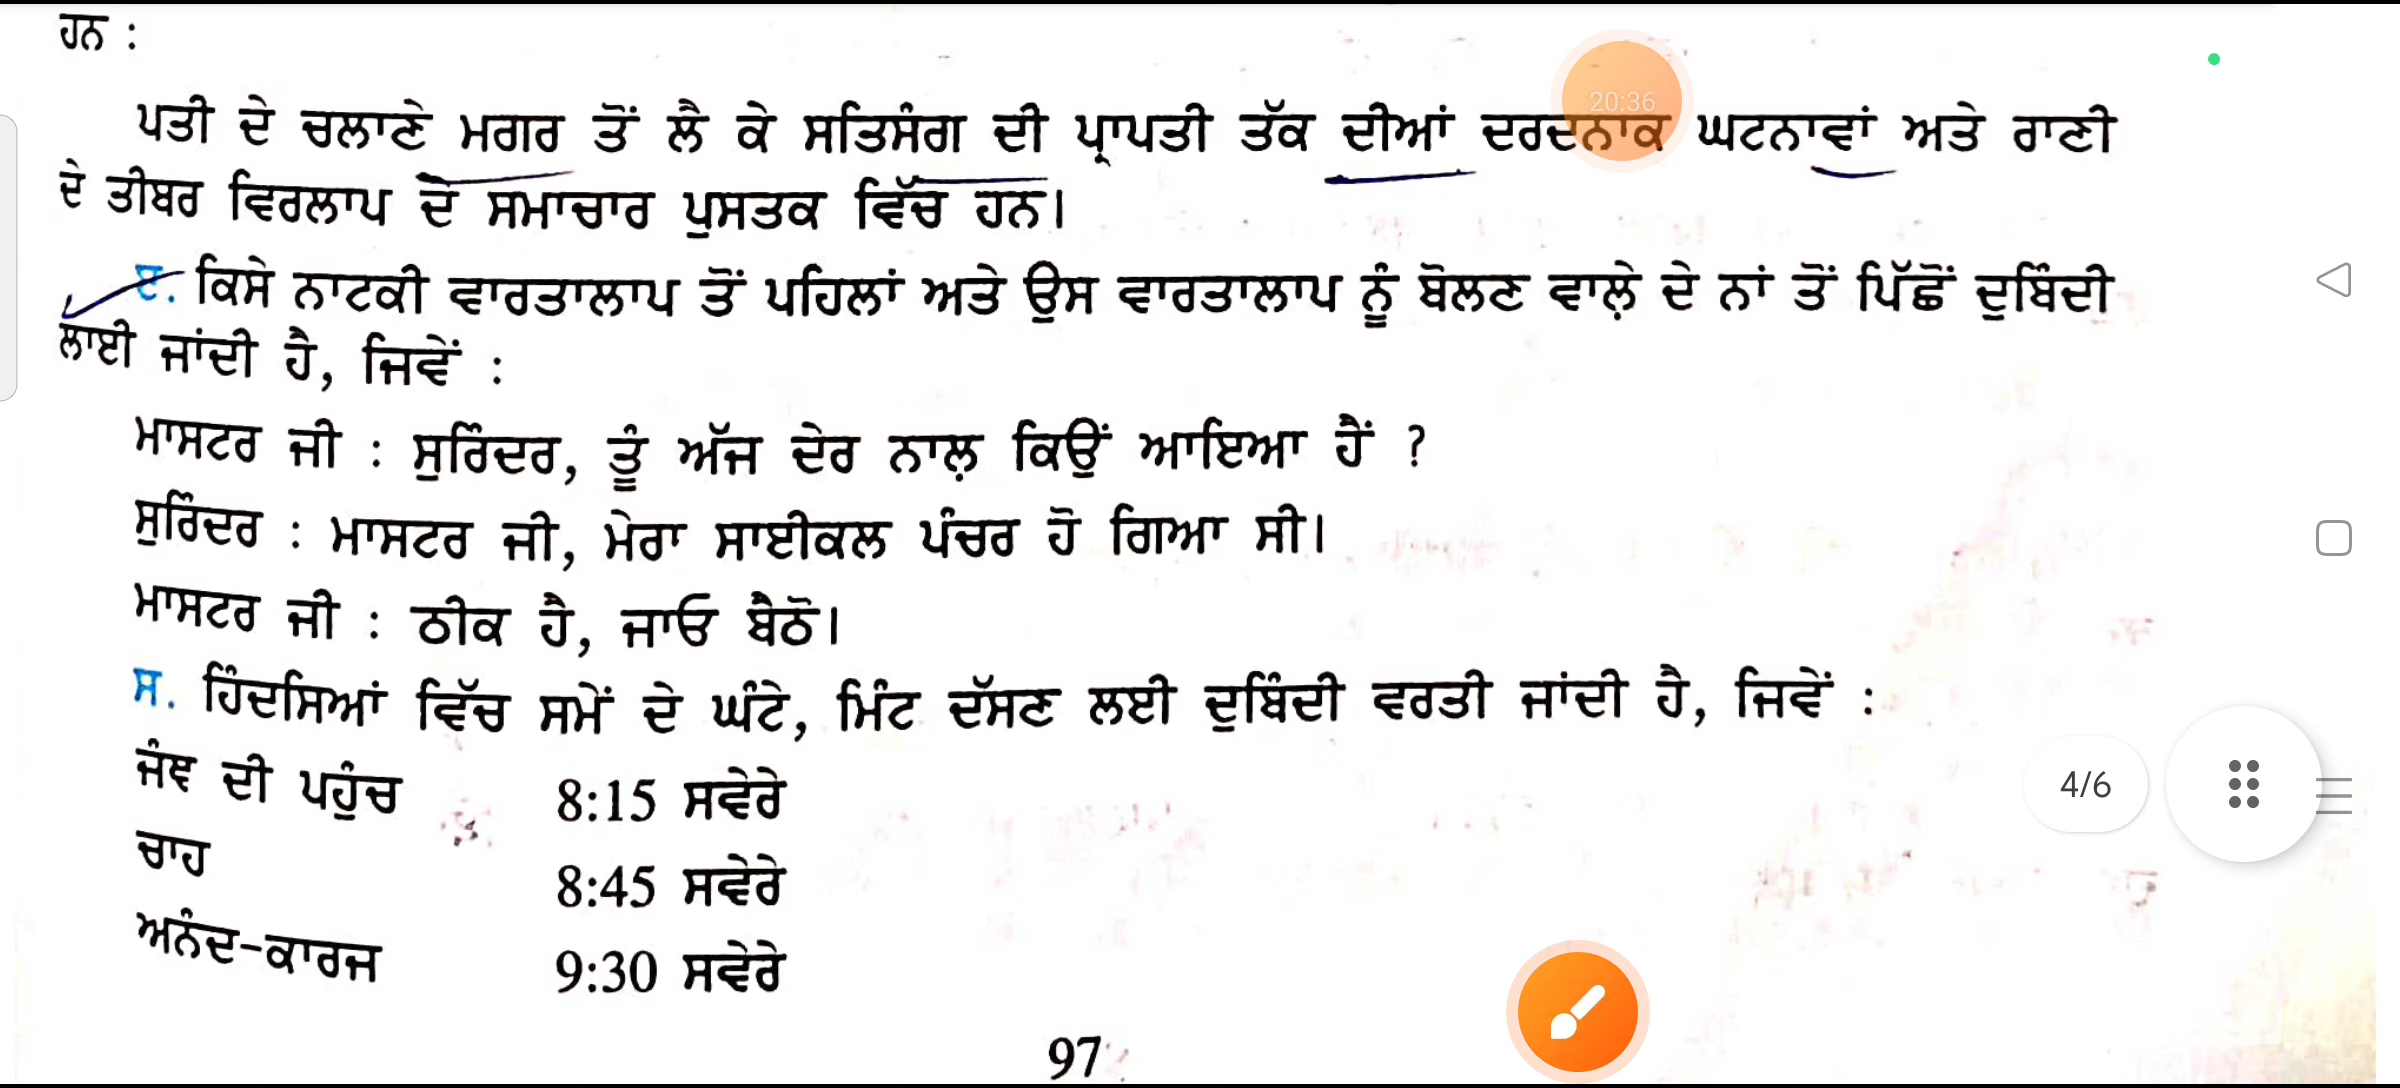 ਹਨ :
20:36
ਪਤੀ ਦੇ ਚਲਾਣੇ ਮਗਰ ਤੋਂ ਲੈ ਕੇ ਸਤਿਸੰਗ ਦੀ ਪ੍ਰਾਪਤੀ ਤੱਕ ਦੀਆਂ ਦਰਦਨਾਕ ਘਟਨਾਵਾਂ ਅਤੇ ਰਾਣੀ
ਦੇ ਤੀਬਰ ਵਿਰਲਾਪ ਦੇ ਸਮਾਚਾਰ ਪੁਸਤਕ ਵਿੱਚ ਹਨ।
ੲ. ਕਿਸੇ ਨਾਟਕੀ ਵਾਰਤਾਲਾਪ ਤੋਂ ਪਹਿਲਾਂ ਅਤੇ ਉਸ ਵਾਰਤਾਲਾਪ ਨੂੰ ਬੋਲਣ ਵਾਲ਼ੇ ਦੇ ਨਾਂ ਤੋਂ ਪਿੱਛੋਂ ਦੁਬਿੰਦੀ
ਲਾਈ ਜਾਂਦੀ ਹੈ, ਜਿਵੇਂ :
ਮਾਸਟਰ ਜੀ : ਸੁਰਿੰਦਰ, ਤੂੰ ਅੱਜ ਦੇਰ ਨਾਲ਼ ਕਿਉਂ ਆਇਆ ਹੈਂ ?
ਸੁਰਿੰਦਰ : ਮਾਸਟਰ ਜੀ, ਮੇਰਾ ਸਾਈਕਲ ਪੰਚਰ ਹੋ ਗਿਆ ਸੀ।
ਮਾਸਟਰ ਜੀ : ਠੀਕ ਹੈ, ਜਾਓ ਬੈਠੋ।
ਸ. ਹਿੰਦਸਿਆਂ ਵਿੱਚ ਸਮੇਂ ਦੇ ਘੰਟੇ, ਮਿੰਟ ਦੱਸਣ ਲਈ ਦੁਬਿੰਦੀ ਵਰਤੀ ਜਾਂਦੀ ਹੈ, ਜਿਵੇਂ :
ਜੰਞ ਦੀ ਪਹੁੰਚ 8:15 ਸਵੇਰੇ
4/6
ਚਾਹ 8:45 ਸਵੇਰੇ
ਅਨੰਦ-ਕਾਰਜ 9:30 ਸਵੇਰੇ
97